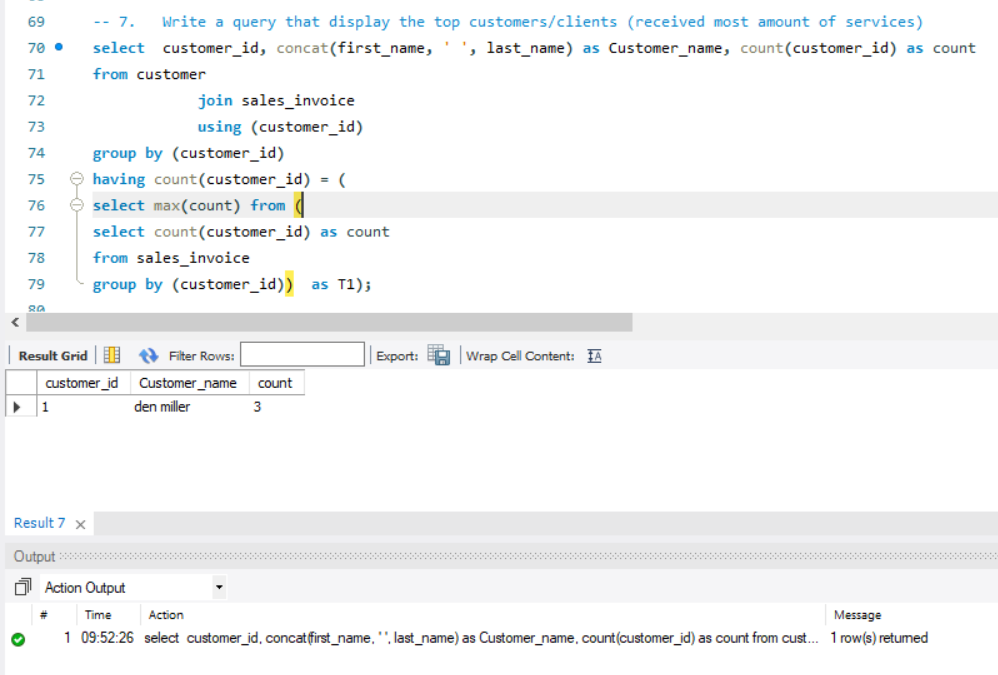 69 -- 7. Write a query that display the top customers/clients (received most amount of services)
70 select customer_id, concat(first_name, ' ', last_name) as Customer_name, count(customer_id) as count
71 from customer
72 join sales_invoice
73 using (customer_id)
74 group by (customer_id)
75 having count(customer_id) = (
76 select max(count) from (
77 select count(customer_id) as count
78 from sales_invoice
79 group by (customer_id)) as T1);
80
Result Grid Filter Rows: Export: Wrap Cell Content: IA
customer_id Customer_name count
1 den miller 3
Result 7 ×
Output
Action Output
# Time Action Message
1 09:52:26 select customer_id, concat(first_name, ' ', last_name) as Customer_name, count(customer_id) as count from cust... 1 row(s) returned